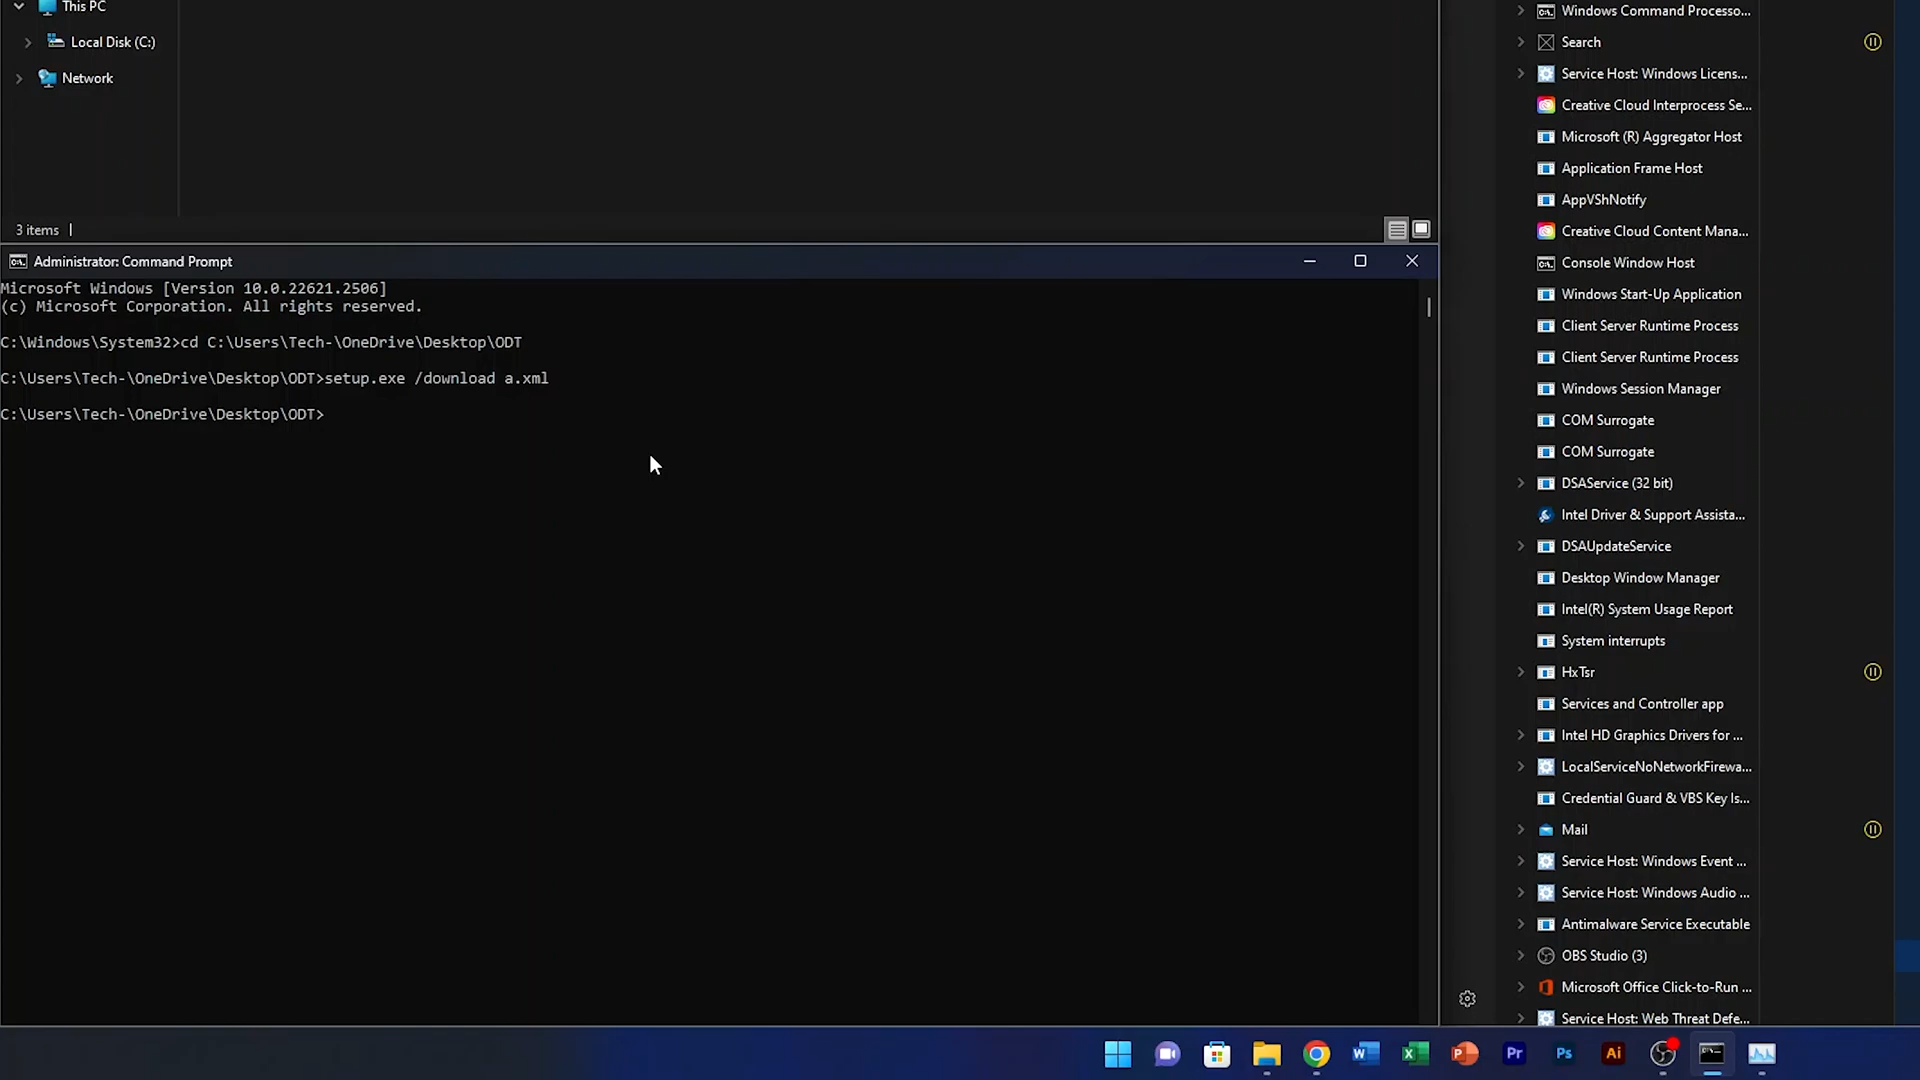 This PC
Local Disk (C:)
Network
3 items
Administrator: Command Prompt
Microsoft Windows [Version 10.0.22621.2506]
(c) Microsoft Corporation. All rights reserved.
C:\Windows\System32>cd C:\Users\Tech-\OneDrive\Desktop\ODT
C:\Users\Tech-\OneDrive\Desktop\ODT>setup.exe /download a.xml
C:\Users\Tech-\OneDrive\Desktop\ODT>
Windows Command Processo...
Search
Service Host: Windows Licens...
Creative Cloud Interprocess Se...
Microsoft (R) Aggregator Host
Application Frame Host
AppVShNotify
Creative Cloud Content Mana...
Console Window Host
Windows Start-Up Application
Client Server Runtime Process
Client Server Runtime Process
Windows Session Manager
COM Surrogate
COM Surrogate
DSAService (32 bit)
Intel Driver & Support Assista...
DSAUpdateService
Desktop Window Manager
Intel(R) System Usage Report
System interrupts
HxTsr
Services and Controller app
Intel HD Graphics Drivers for ...
LocalServiceNoNetworkFirewa...
Credential Guard & VBS Key Is...
Mail
Service Host: Windows Event ...
Service Host: Windows Audio ...
Antimalware Service Executable
OBS Studio (3)
Microsoft Office Click-to-Run ...
Service Host: Web Threat Defe...
Pr
Ps
Ai